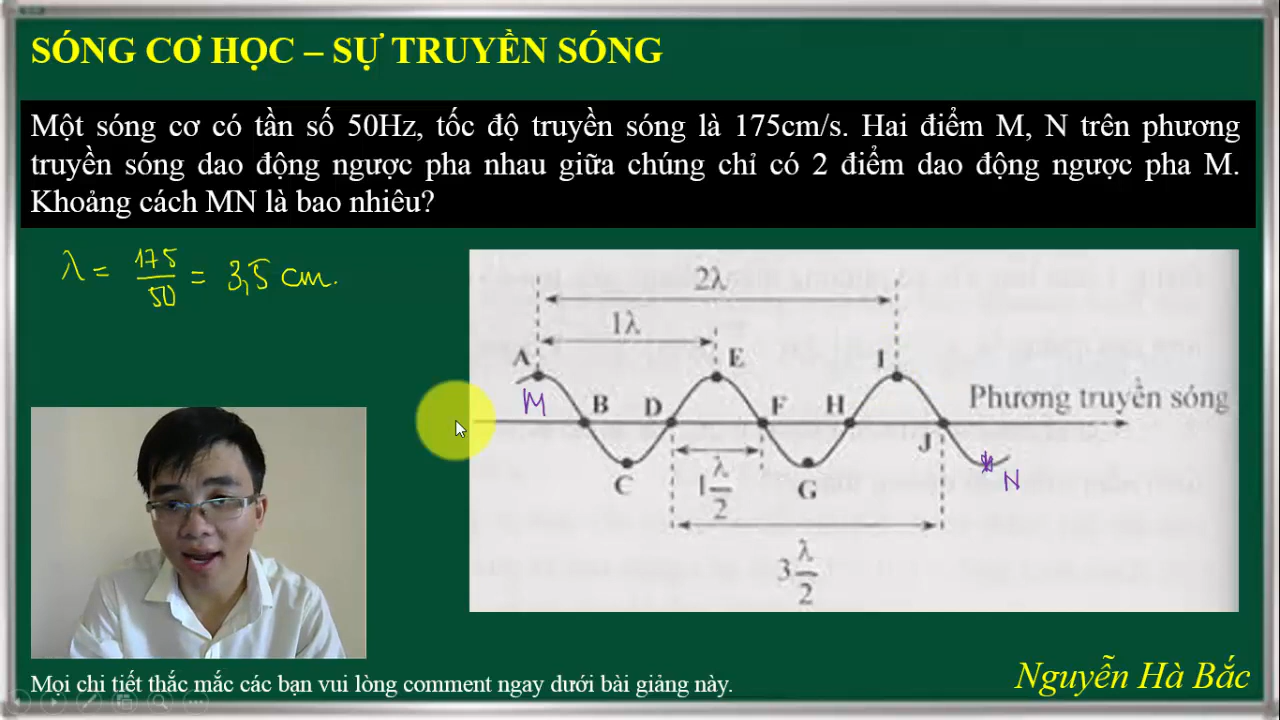 SÓNG CƠ HỌC – SỰ TRUYỀN SÓNG
Một sóng cơ có tần số 50Hz, tốc độ truyền sóng là 175cm/s. Hai điểm M, N trên phương
truyền sóng dao động ngược pha nhau giữa chúng chỉ có 2 điểm dao động ngược pha M.
Khoảng cách MN là bao nhiêu?
λ = 175/50 = 3,5 cm.
2λ
1λ
A E I
M B D F H Phương truyền sóng
J
C G N
1 λ/2
3 λ/2
Mọi chi tiết thắc mắc các bạn vui lòng comment ngay dưới bài giảng này.
Nguyễn Hà Bắc